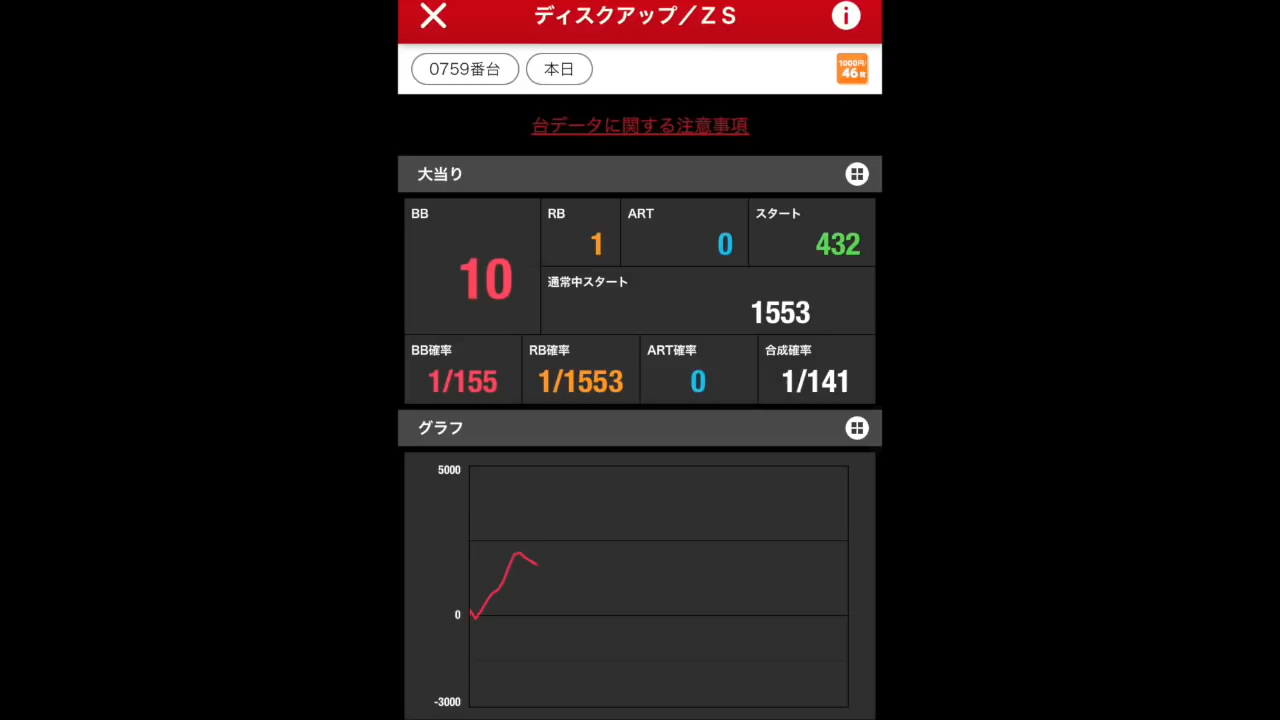 ディスクアップ／ＺＳ
0759番台
本日
1000円/
46枚
台データに関する注意事項
大当り
BB
RB
ART
スタート
10
1
0
432
通常中スタート
1553
BB確率
RB確率
ART確率
合成確率
1/155
1/1553
0
1/141
グラフ
5000
0
-3000